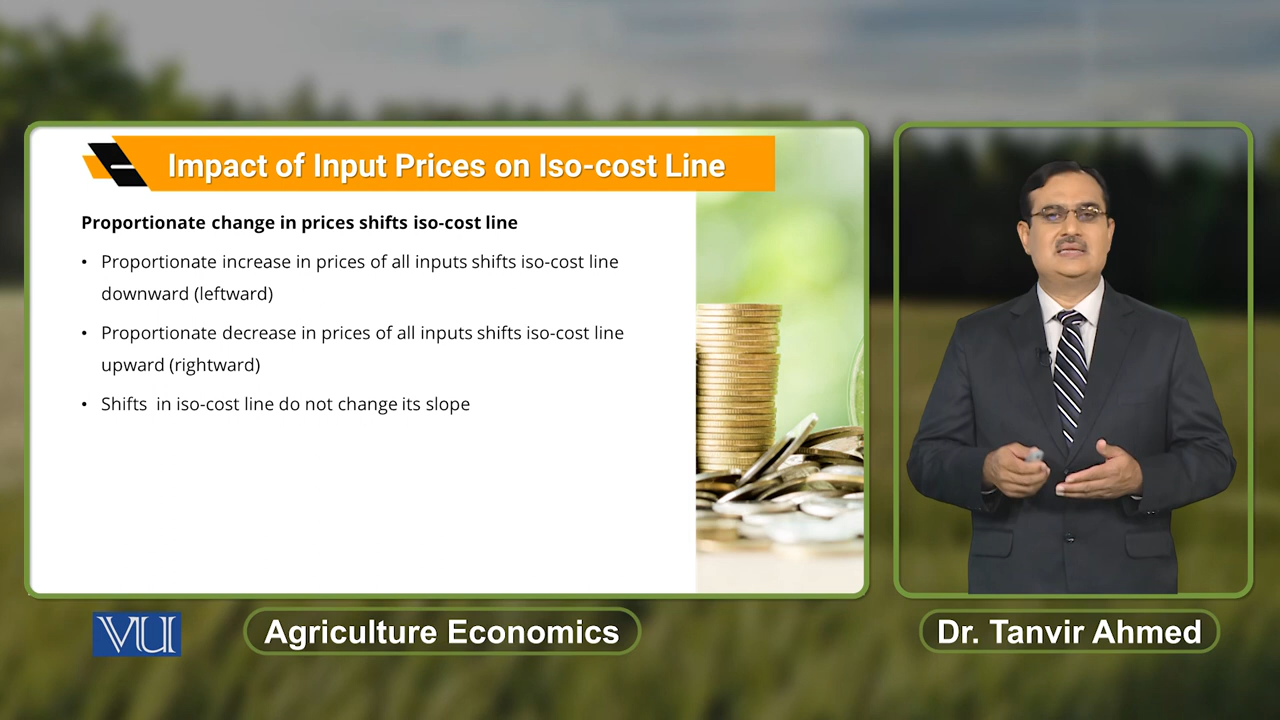 Impact of Input Prices on Iso-cost Line
Proportionate change in prices shifts iso-cost line
• Proportionate increase in prices of all inputs shifts iso-cost line
downward (leftward)
• Proportionate decrease in prices of all inputs shifts iso-cost line
upward (rightward)
• Shifts in iso-cost line do not change its slope
VU
Agriculture Economics
Dr. Tanvir Ahmed